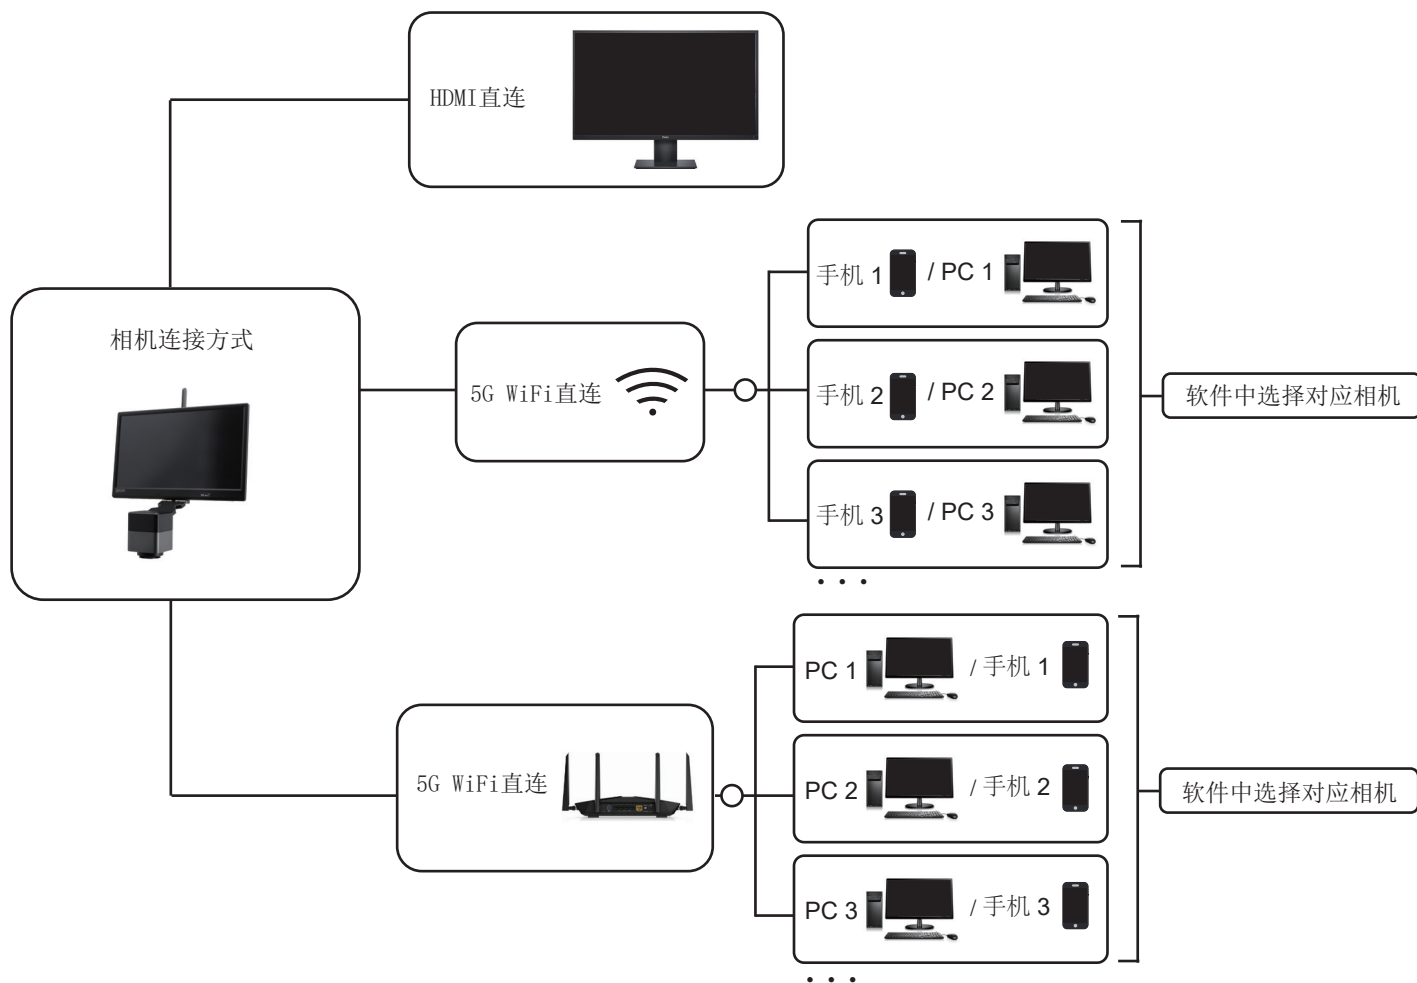 HDMI直连
相机连接方式
5G WiFi直连
手机 1 / PC 1
手机 2 / PC 2
手机 3 / PC 3
• • •
软件中选择对应相机
5G WiFi直连
PC 1 / 手机 1
PC 2 / 手机 2
PC 3 / 手机 3
• • •
软件中选择对应相机